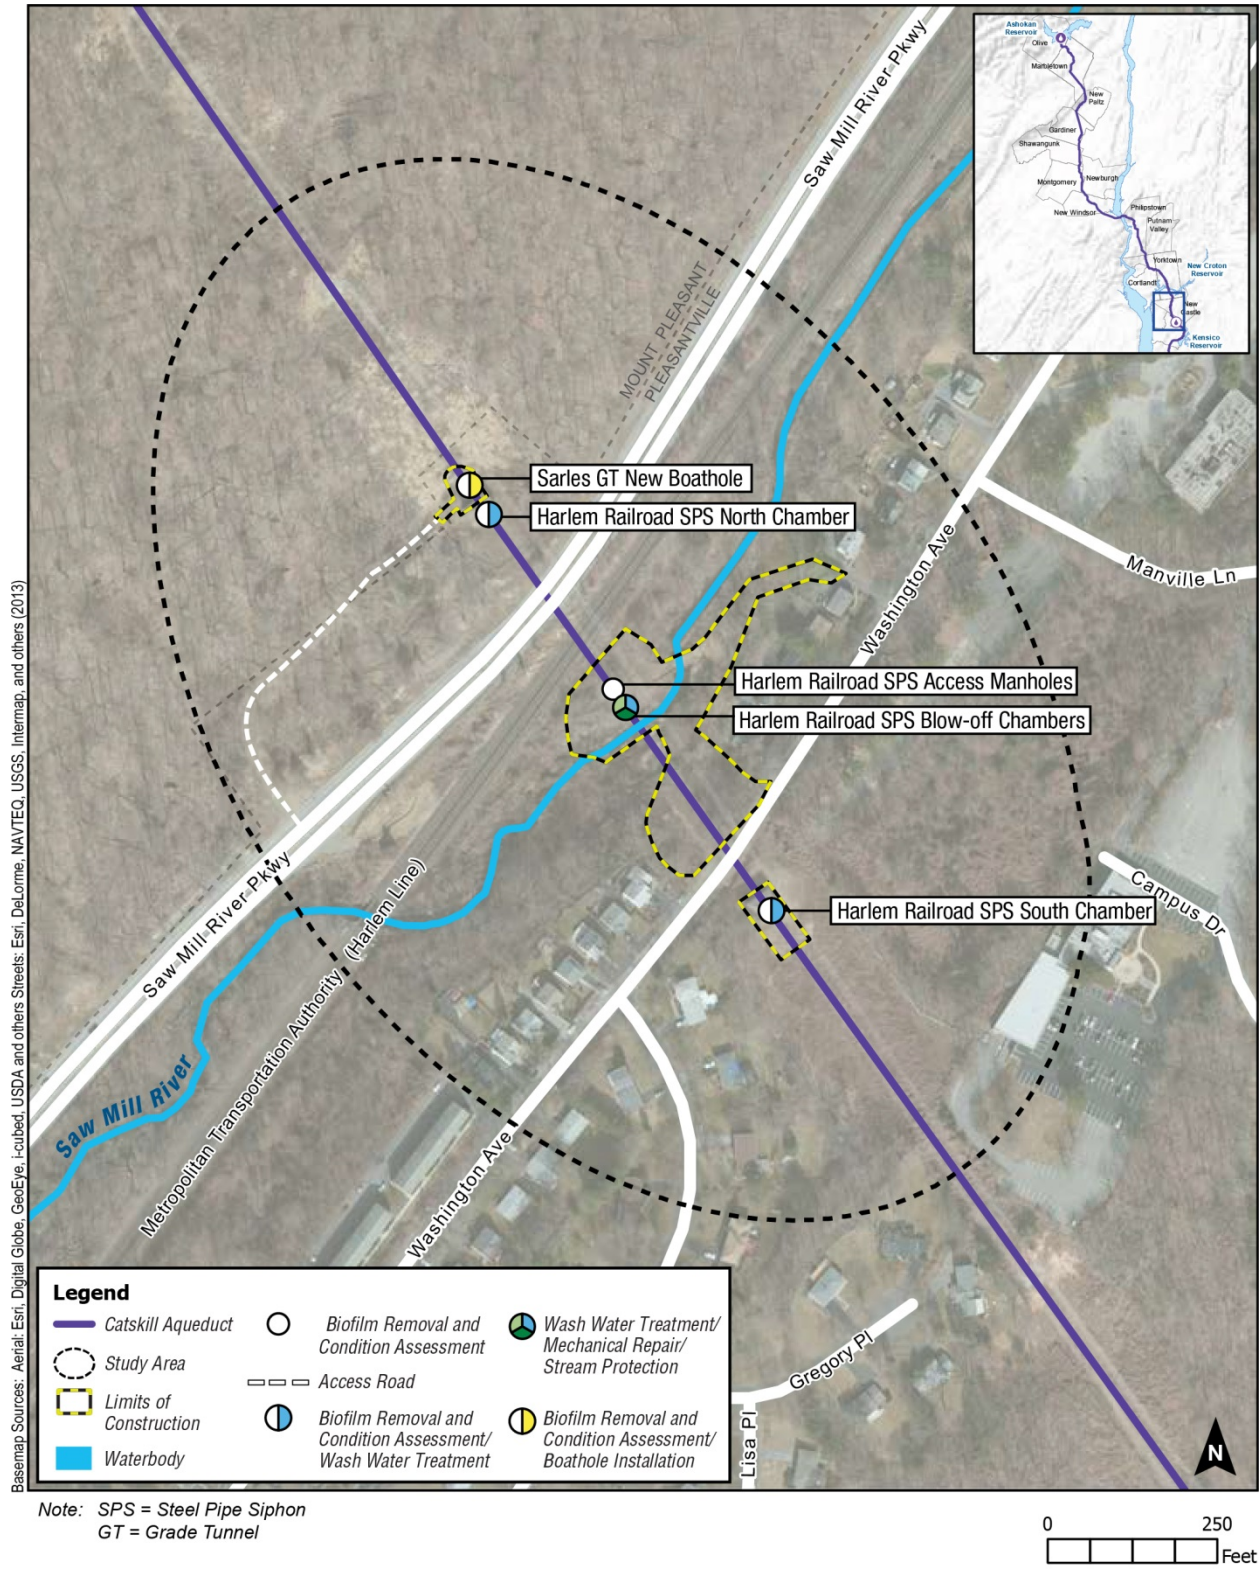 Saw Mill River Pkwy
Ashokan
Reservoir
Olive
Marbletown
New
Paltz
Gardiner
Shawangunk
Montgomery
Newburgh
New Windsor
Philipstown
Putnam
Valley
Yorktown
New Croton
Reservoir
Cortlandt
New
Castle
Kensico
Reservoir
MOUNT PLEASANT
PLEASANTVILLE
Sarles GT New Boathole
Harlem Railroad SPS North Chamber
Manville Ln
Washington Ave
Harlem Railroad SPS Access Manholes
Harlem Railroad SPS Blow-off Chambers
Harlem Railroad SPS South Chamber
Campus Dr
Saw Mill River Pkwy
Metropolitan Transportation Authority (Harlem Line)
Saw Mill River
Washington Ave
Gregory Pl
Lisa Pl
Basemap Sources: Aerial: Esri, Digital Globe, GeoEye, i-cubed, USDA and others Streets: Esri, DeLorme, NAVTEQ, USGS, Intermap, and others (2013)
Legend
Catskill Aqueduct
Study Area
Limits of
Construction
Waterbody
Biofilm Removal and
Condition Assessment
Access Road
Biofilm Removal and
Condition Assessment/
Wash Water Treatment
Wash Water Treatment/
Mechanical Repair/
Stream Protection
Biofilm Removal and
Condition Assessment/
Boathole Installation
N
Note: SPS = Steel Pipe Siphon
GT = Grade Tunnel
0 250
Feet